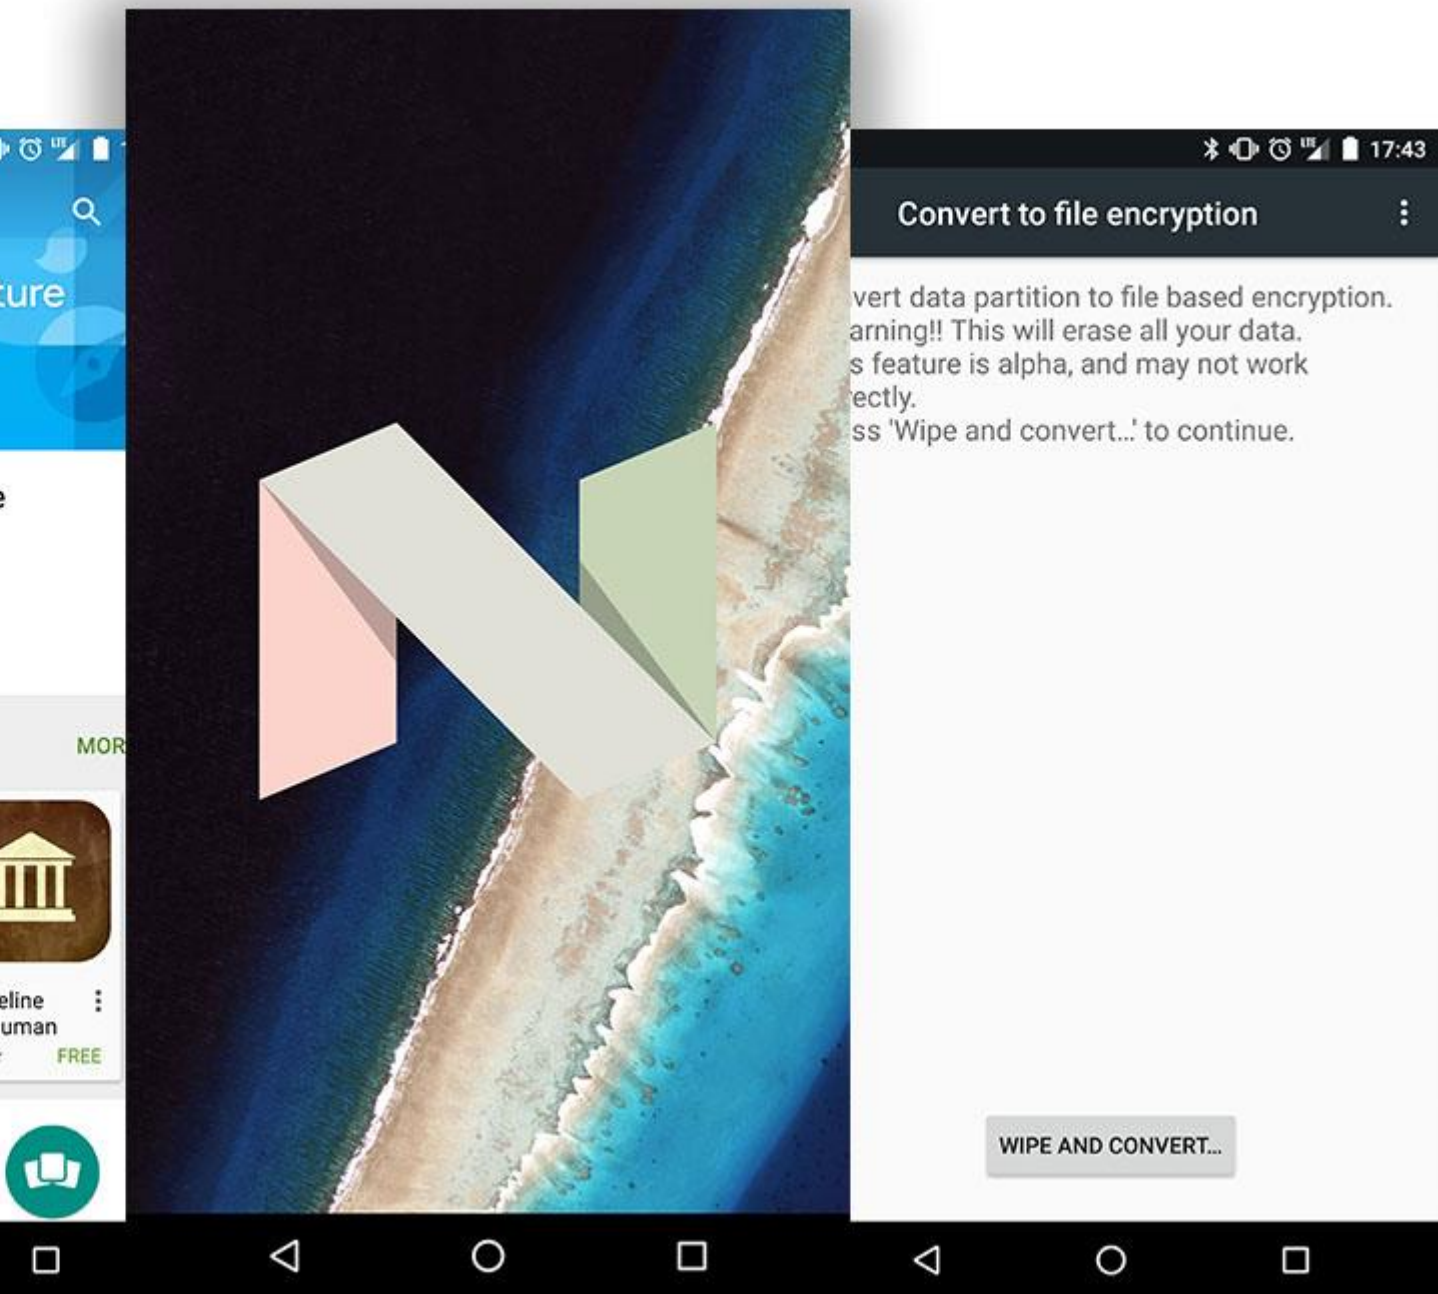 LTE
ture
e
MOR
eline
uman
FREE
N
LTE 17:43
Convert to file encryption
vert data partition to file based encryption.
arning!! This will erase all your data.
s feature is alpha, and may not work
ectly.
ss 'Wipe and convert...' to continue.
WIPE AND CONVERT...